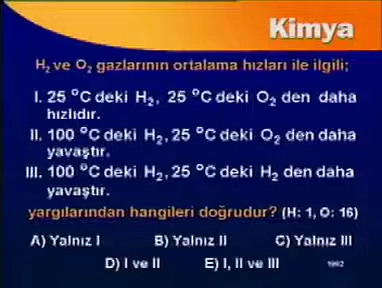 Kimya
H₂ ve O₂ gazlarının ortalama hızları ile ilgili;
I. 25 °C deki H₂, 25 °C deki O₂ den daha
hızlıdır.
II. 100 °C deki H₂, 25 °C deki O₂ den daha
yavaştır.
III. 100 °C deki H₂, 25 °C deki H₂ den daha
yavaştır.
yargılarından hangileri doğrudur? (H: 1, O: 16)
A) Yalnız I B) Yalnız II C) Yalnız III
D) I ve II E) I, II ve III 1992